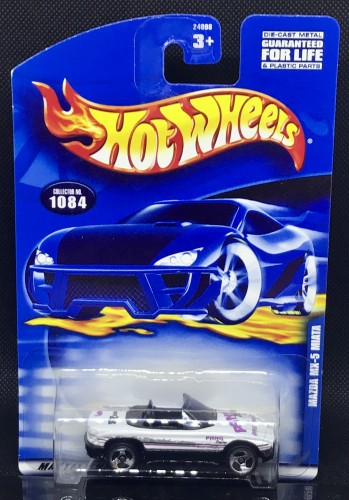 24088
3+
DIE-CAST METAL
GUARANTEED
FOR LIFE
& PLASTIC PARTS
HOT WHEELS
COLLECTOR NO.
1084
MAZDA MX-5 MIATA